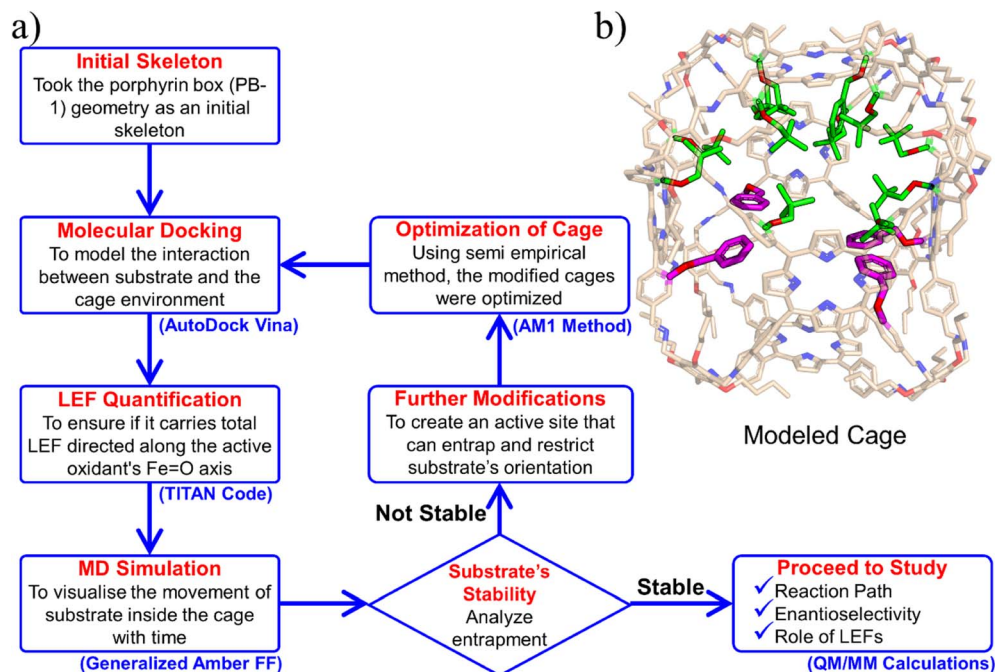 a)
Initial Skeleton
Took the porphyrin box (PB-
1) geometry as an initial
skeleton
Molecular Docking
To model the interaction
between substrate and the
cage environment
(AutoDock Vina)
LEF Quantification
To ensure if it carries total
LEF directed along the active
oxidant's Fe=O axis
(TITAN Code)
MD Simulation
To visualise the movement of
substrate inside the cage
with time
(Generalized Amber FF)
Substrate's
Stability
Analyze
entrapment
Not Stable
Further Modifications
To create an active site that
can entrap and restrict
substrate's orientation
Optimization of Cage
Using semi empirical
method, the modified cages
were optimized
(AM1 Method)
Stable
Proceed to Study
Reaction Path
Enantioselectivity
Role of LEFs
(QM/MM Calculations)
b)
Modeled Cage